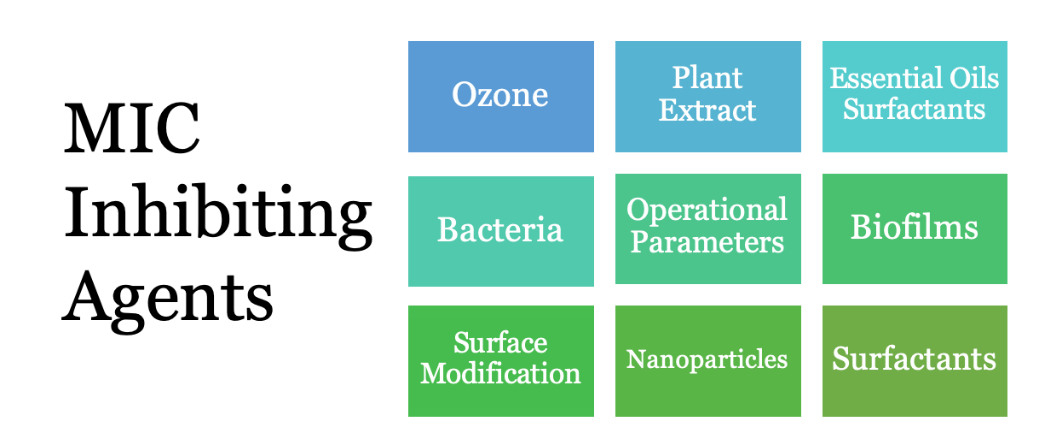 MIC
Inhibiting
Agents
Ozone
Plant
Extract
Essential Oils
Surfactants
Bacteria
Operational
Parameters
Biofilms
Surface
Modification
Nanoparticles
Surfactants